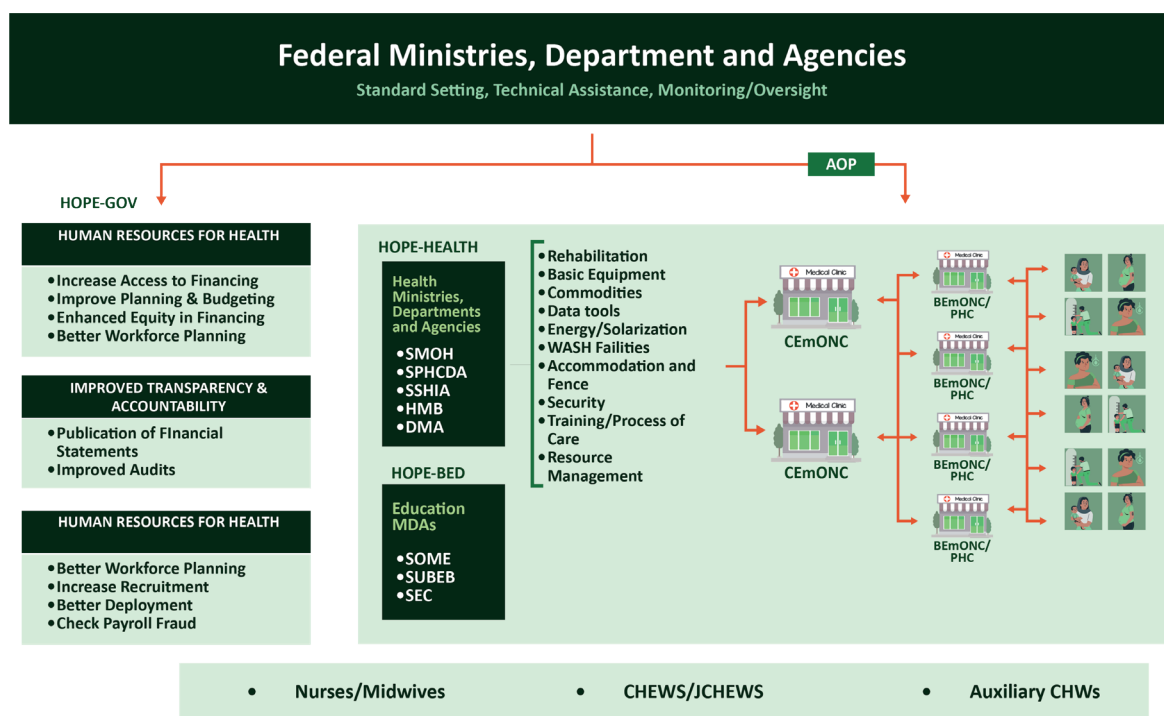 Federal Ministries, Department and Agencies
Standard Setting, Technical Assistance, Monitoring/Oversight
AOP
HOPE-GOV
HUMAN RESOURCES FOR HEALTH
•Increase Access to Financing
•Improve Planning & Budgeting
•Enhanced Equity in Financing
•Better Workforce Planning
IMPROVED TRANSPARENCY &
ACCOUNTABILITY
•Publication of FInancial
Statements
•Improved Audits
HUMAN RESOURCES FOR HEALTH
•Better Workforce Planning
•Increase Recruitment
•Better Deployment
•Check Payroll Fraud
HOPE-HEALTH
Health
Ministries,
Departments
and Agencies
•SMOH
•SPHCDA
•SSHIA
•HMB
•DMA
HOPE-BED
Education
MDAs
•SOME
•SUBEB
•SEC
•Rehabilitation
•Basic Equipment
•Commodities
•Data tools
•Energy/Solarization
•WASH Failities
•Accommodation and
Fence
•Security
•Training/Process of
Care
•Resource
Management
Medical Clinic
CEmONC
Medical Clinic
CEmONC
Medical Clinic
BEmONC/
PHC
Medical Clinic
BEmONC/
PHC
Medical Clinic
BEmONC/
PHC
Medical Clinic
BEmONC/
PHC
• Nurses/Midwives
• CHEWS/JCHEWS
• Auxiliary CHWs